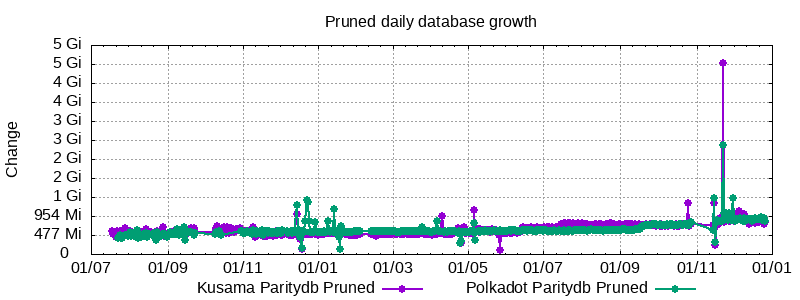 Pruned daily database growth
5 Gi
5 Gi
4 Gi
4 Gi
3 Gi
3 Gi
2 Gi
2 Gi
1 Gi
954 Mi
477 Mi
0
Change
01/07 01/09 01/11 01/01 01/03 01/05 01/07 01/09 01/11 01/01
Kusama Paritydb Pruned Polkadot Paritydb Pruned